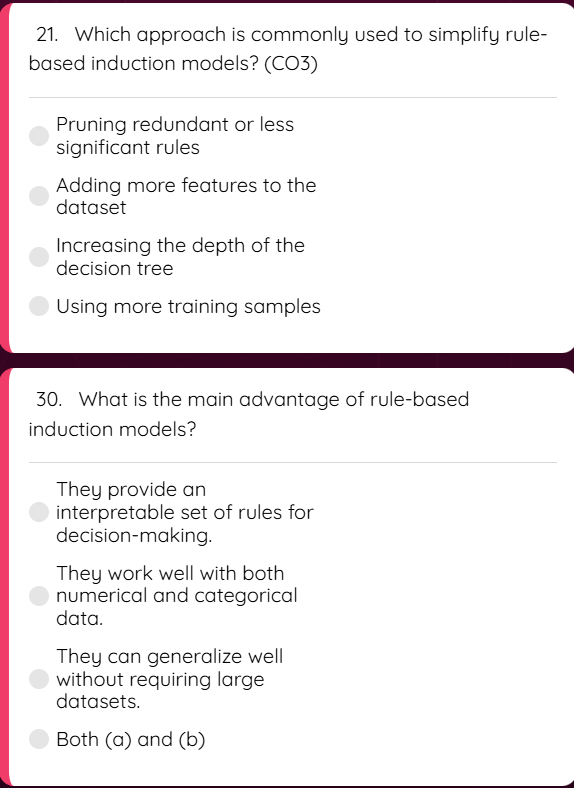 21. Which approach is commonly used to simplify rule-
based induction models? (CO3)
Pruning redundant or less
significant rules
Adding more features to the
dataset
Increasing the depth of the
decision tree
Using more training samples
30. What is the main advantage of rule-based
induction models?
They provide an
interpretable set of rules for
decision-making.
They work well with both
numerical and categorical
data.
They can generalize well
without requiring large
datasets.
Both (a) and (b)